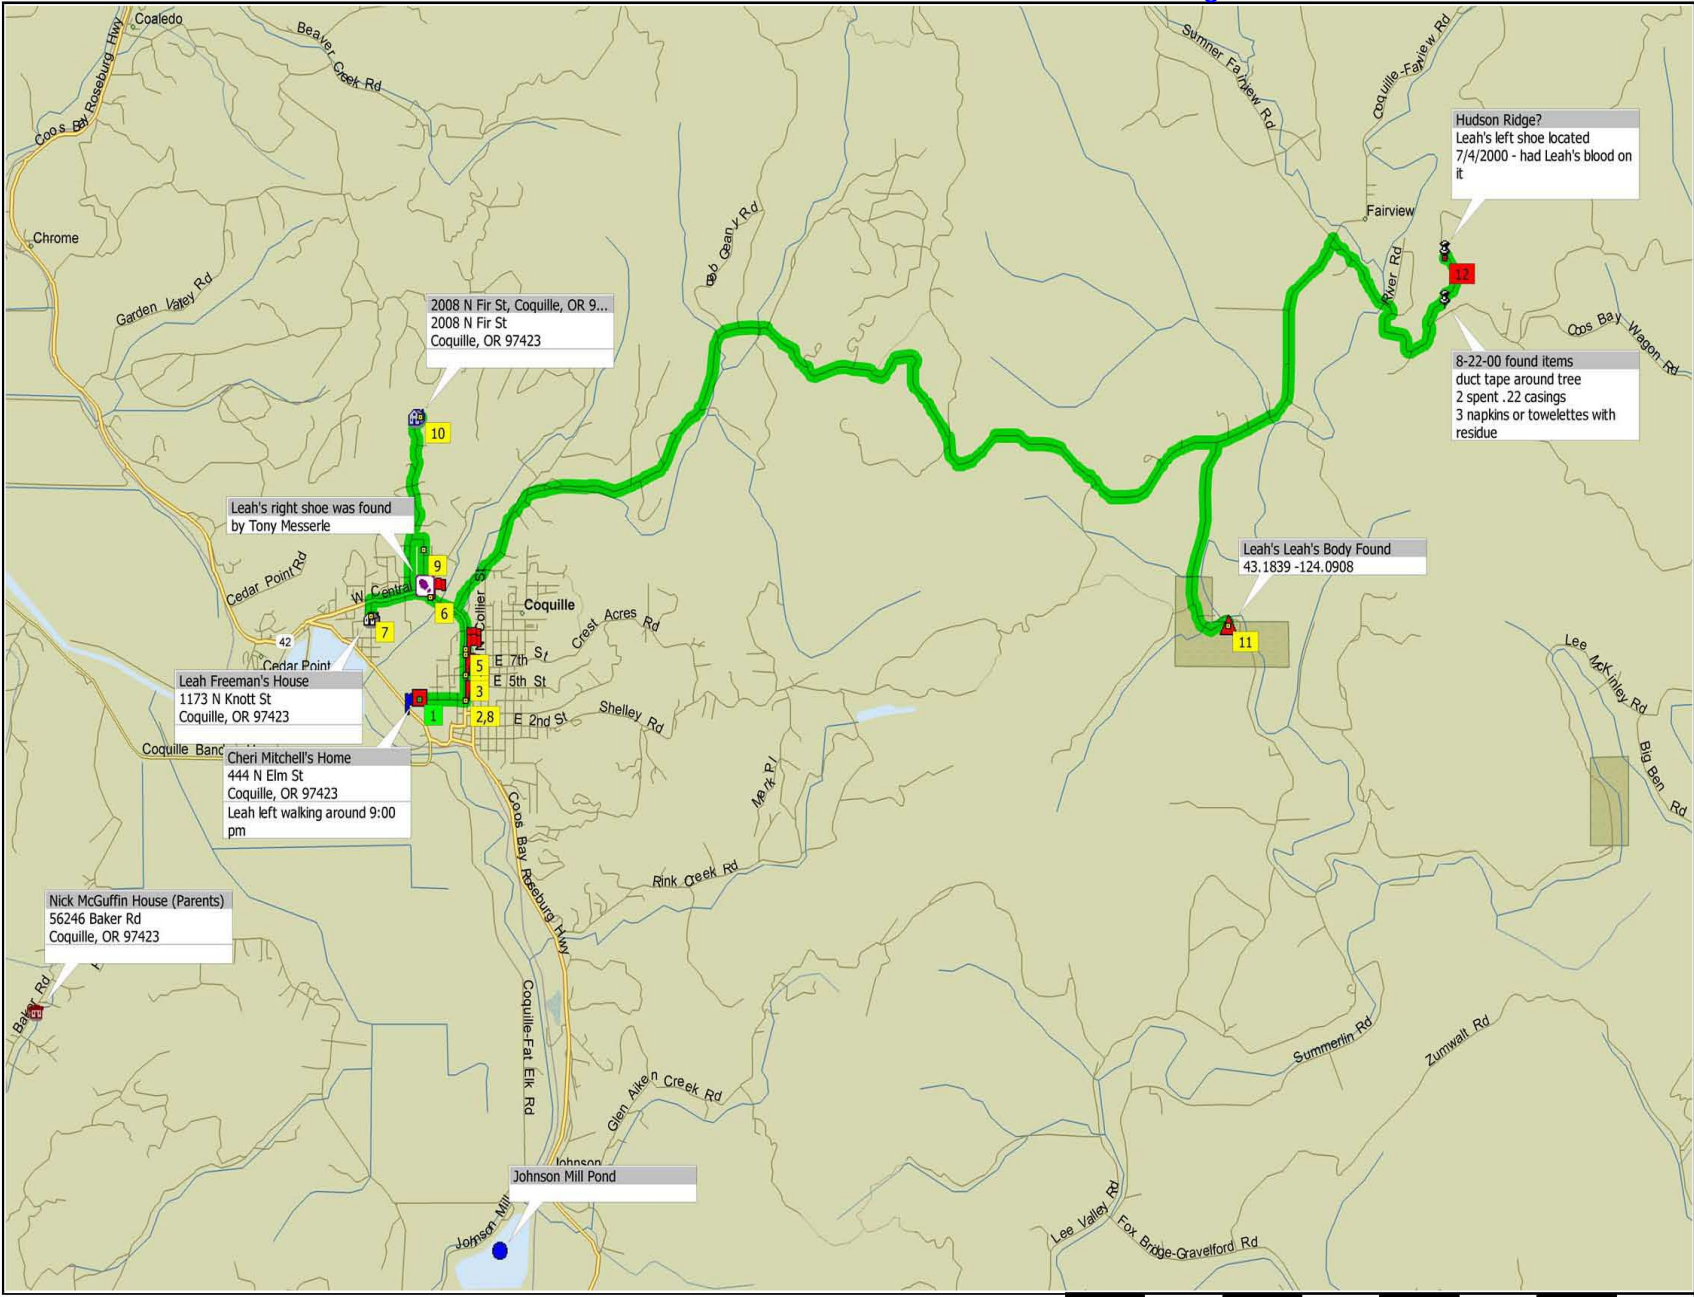 Coaledo
Beaver Creek Rd
Coos Bay Roseburg Hwy
Sumner Fairview Rd
Coquille-Fairview Rd
Hudson Ridge?
Leah's left shoe located
7/4/2000 - had Leah's blood on
it
Fairview
Chrome
Bob Geany Rd
River Rd
12
Garden Valley Rd
2008 N Fir St, Coquille, OR 9...
2008 N Fir St
Coquille, OR 97423
Coos Bay Wagon Rd
8-22-00 found items
duct tape around tree
2 spent .22 casings
3 napkins or towelettes with
residue
10
Leah's right shoe was found
by Tony Messerle
Leah's Leah's Body Found
43.1839 -124.0908
9
Cedar Point Rd
W Central
6
N Collier St
Coquille
Crest Acres Rd
7
11
42
Cedar Point
5
E 7th St
Lee McKinley Rd
Leah Freeman's House
1173 N Knott St
Coquille, OR 97423
3
E 5th St
1
2,8
E 2nd St
Shelley Rd
Coquille Band
Cheri Mitchell's Home
444 N Elm St
Coquille, OR 97423
Leah left walking around 9:00
pm
Mark Pl
Big Ben Rd
Coos Bay Roseburg Hwy
Rink Creek Rd
Nick McGuffin House (Parents)
56246 Baker Rd
Coquille, OR 97423
Baker Rd
Coquille-Fat Elk Rd
Summerlin Rd
Zumwalt Rd
Glen Aiken Creek Rd
Johnson
Johnson Mill Pond
Johnson Mill
Lee Valley Rd
Fox Bridge-Gravelford Rd